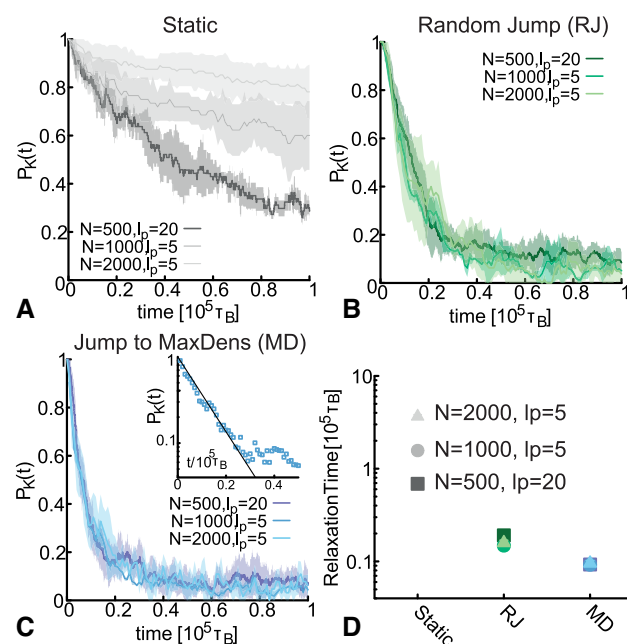 Static
P_K(t)
1
0.8
0.6
0.4
0.2
N=500,l_p=20
N=1000,l_p=5
N=2000,l_p=5
0
0.2
0.4
0.6
0.8
1
time [10^5 τ_B]
A
Random Jump (RJ)
P_K(t)
1
0.8
0.6
0.4
0.2
0
N=500,l_p=20
N=1000,l_p=5
N=2000,l_p=5
0
0.2
0.4
0.6
0.8
1
time [10^5 τ_B]
B
Jump to MaxDens (MD)
P_K(t)
1
0.8
0.6
0.4
0.2
0
P_K(t)
1
0.1
t/10^5 τ_B
0
0.2
0.4
N=500,l_p=20
N=1000,l_p=5
N=2000,l_p=5
0
0.2
0.4
0.6
0.8
1
time [10^5 τ_B]
C
RelaxationTime[10^5 τ_B]
10
1
0.1
N=2000, lp=5
N=1000, lp=5
N=500, lp=20
Static
RJ
MD
D